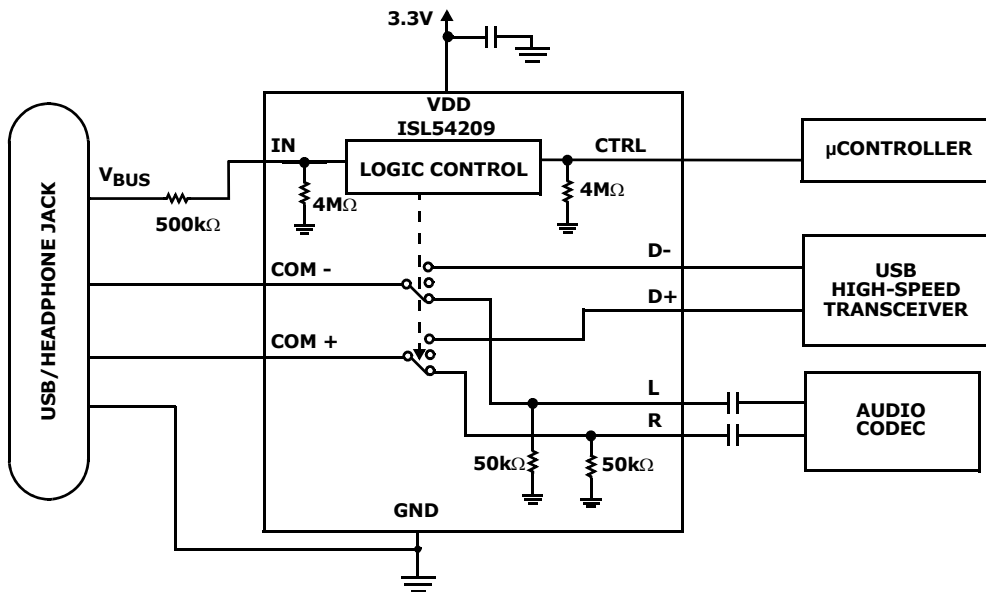 3.3V
VDD
ISL54209
IN
LOGIC CONTROL
CTRL
µCONTROLLER
VBUS
500kΩ
4MΩ
4MΩ
USB/HEADPHONE JACK
COM -
D-
USB
HIGH-SPEED
TRANSCEIVER
D+
COM +
L
R
AUDIO
CODEC
50kΩ
50kΩ
GND